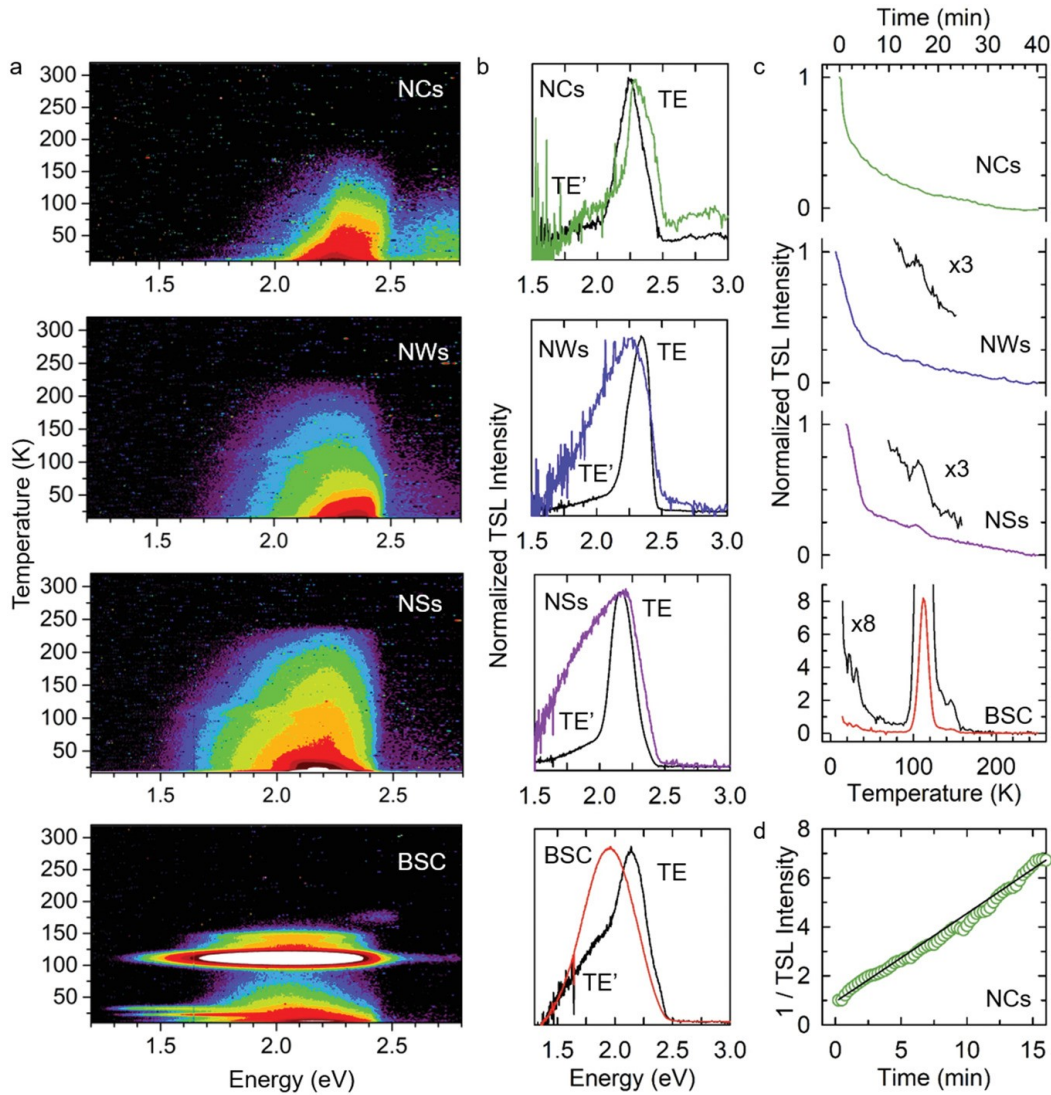 a
Temperature (K)
300
250
200
150
100
50
NCs
1.5 2.0 2.5
300
250
200
150
100
50
NWs
1.5 2.0 2.5
300
250
200
150
100
50
NSs
1.5 2.0 2.5
300
250
200
150
100
50
BSC
1.5 2.0 2.5
Energy (eV)
b
Normalized TSL Intensity
NCs
TE
TE'
1.5 2.0 2.5 3.0
NWs
TE
TE'
1.5 2.0 2.25 3.0
NSs
TE
TE'
1.5 2.0 2.5 3.0
BSC
TE
TE'
1.5 2.0 2.25 3.0
Energy (eV)
c
Time (min)
0 10 20 30 40
Normalized TSL Intensity
1
0
NCs
1
0
x3
NWs
1
0
x3
NSs
8
6
4
2
0
x8
BSC
0 100 200
Temperature (K)
d
1 / TSL Intensity
8
6
4
2
0
NCs
0 5 10 15
Time (min)